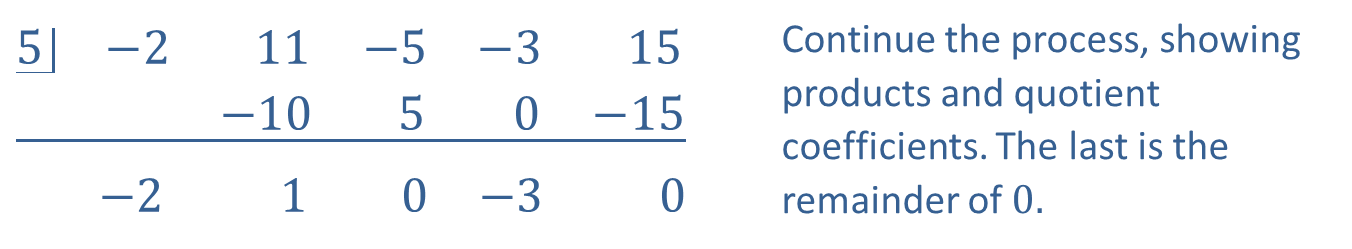 5| −2 11 −5 −3 15
−10 5 0 −15
−2 1 0 −3 0
Continue the process, showing
products and quotient
coefficients. The last is the
remainder of 0.